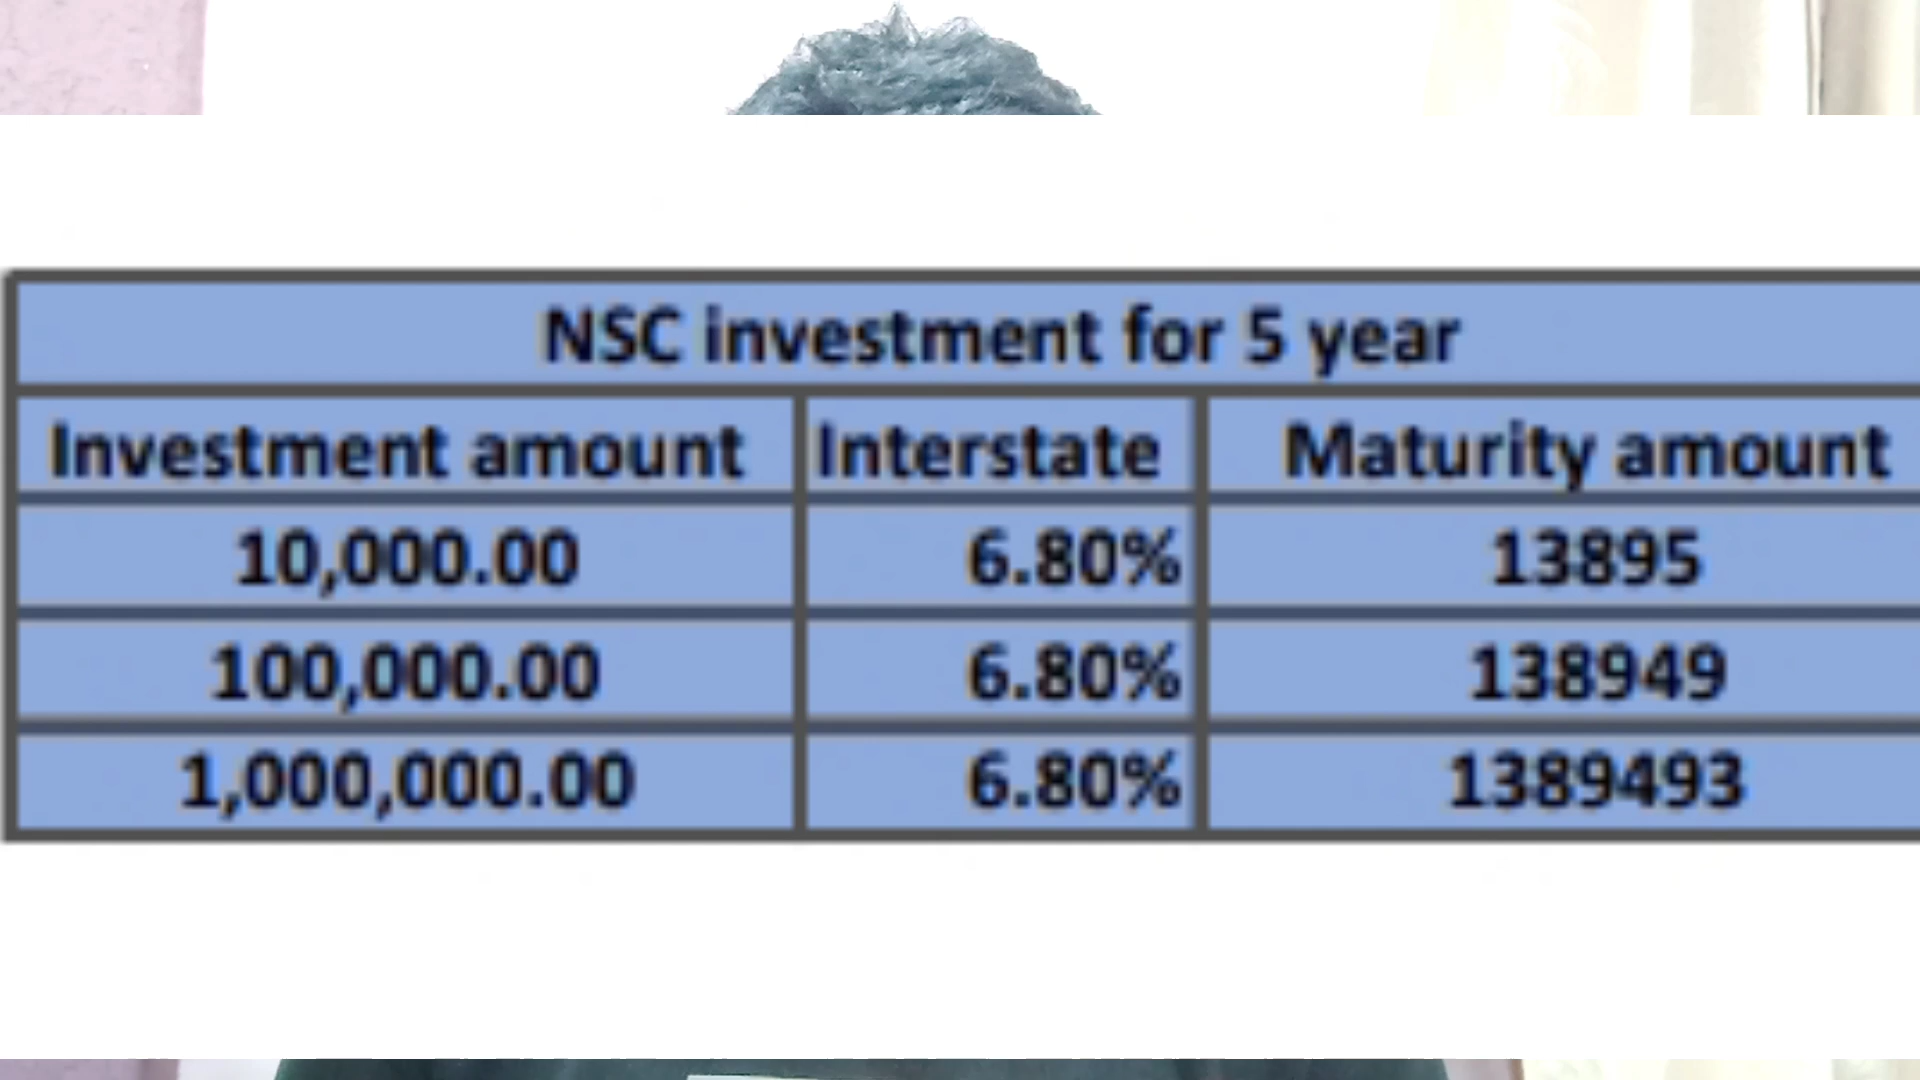 NSC investment for 5 year
Investment amount Interstate Maturity amount
10,000.00 6.80% 13895
100,000.00 6.80% 138949
1,000,000.00 6.80% 1389493